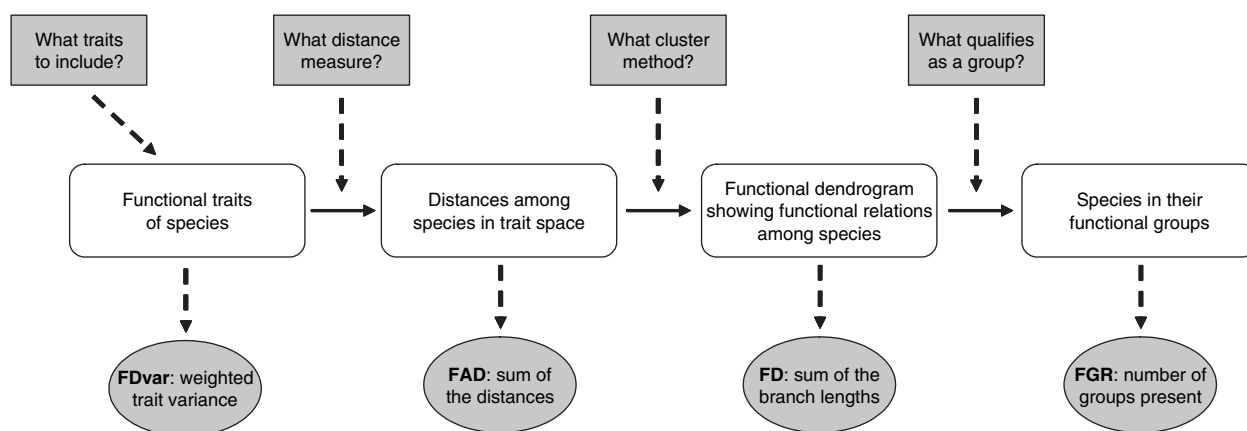 What traits
to include?
What distance
measure?
What cluster
method?
What qualifies
as a group?
Functional traits
of species
Distances among
species in trait space
Functional dendrogram
showing functional relations
among species
Species in their
functional groups
FDvar: weighted
trait variance
FAD: sum of
the distances
FD: sum of the
branch lengths
FGR: number of
groups present